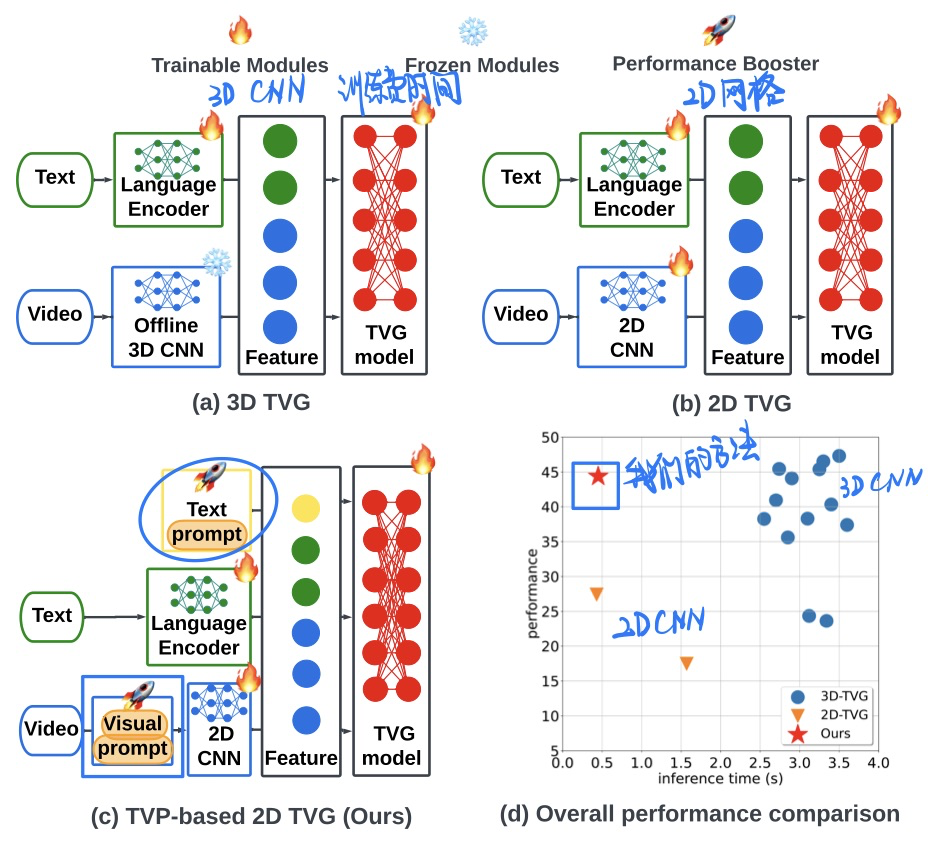 Trainable Modules
Frozen Modules
Performance Booster
3D CNN
训练费时间
2D网格
Text
Language
Encoder
Video
Offline
3D CNN
Feature
TVG
model
(a) 3D TVG
Text
Language
Encoder
Video
2D
CNN
Feature
TVG
model
(b) 2D TVG
Text
prompt
Text
Language
Encoder
Video
Visual
prompt
2D
CNN
Feature
TVG
model
(c) TVP-based 2D TVG (Ours)
50
45
40
35
30
25
20
15
10
5
performance
我们的方法
3D CNN
2D CNN
3D-TVG
2D-TVG
Ours
0.0 0.5 1.0 1.5 2.0 2.5 3.0 3.5 4.0
inference time (s)
(d) Overall performance comparison